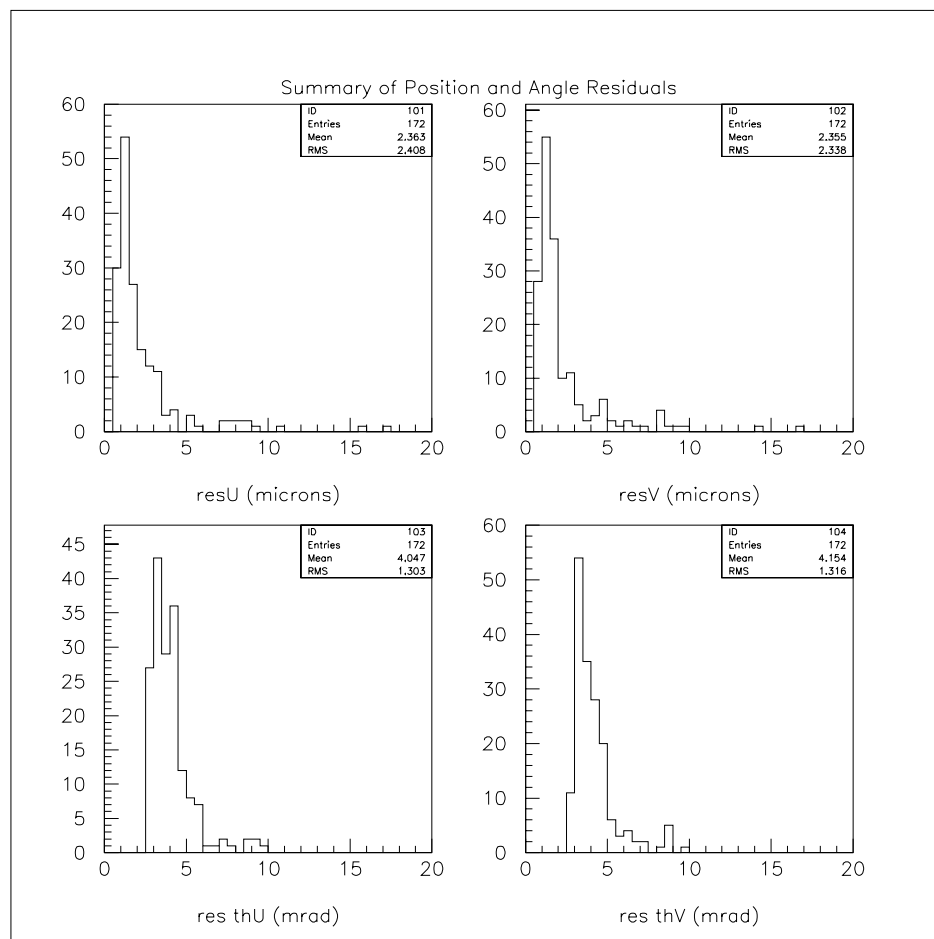 Summary of Position and Angle Residuals
ID 101
Entries 172
Mean 2.363
RMS 2.408
60
50
40
30
20
10
0
0 5 10 15 20
resU (microns)
ID 102
Entries 172
Mean 2.355
RMS 2.338
60
50
40
30
20
10
0
0 5 10 15 20
resV (microns)
ID 103
Entries 172
Mean 4.047
RMS 1.303
45
40
35
30
25
20
15
10
5
0
0 5 10 15 20
res thU (mrad)
ID 104
Entries 172
Mean 4.154
RMS 1.316
60
50
40
30
20
10
0
0 5 10 15 20
res thV (mrad)